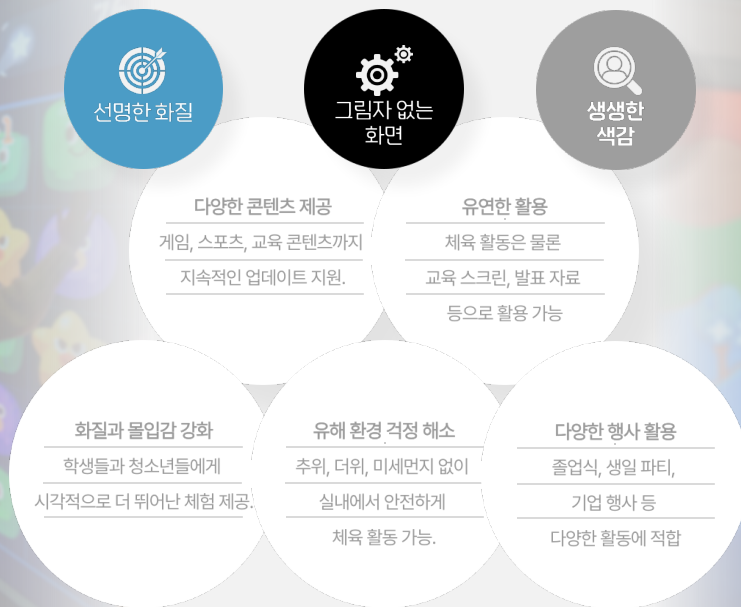 선명한 화질
그림자 없는
화면
생생한
색감
다양한 콘텐츠 제공
게임, 스포츠, 교육 콘텐츠까지
지속적인 업데이트 지원.
유연한 활용
체육 활동은 물론
교육 스크린, 발표 자료
등으로 활용 가능
화질과 몰입감 강화
학생들과 청소년들에게
시각적으로 더 뛰어난 체험 제공.
유해 환경 걱정 해소
추위, 더위, 미세먼지 없이
실내에서 안전하게
체육 활동 가능.
다양한 행사 활용
졸업식, 생일 파티,
기업 행사 등
다양한 활동에 적합